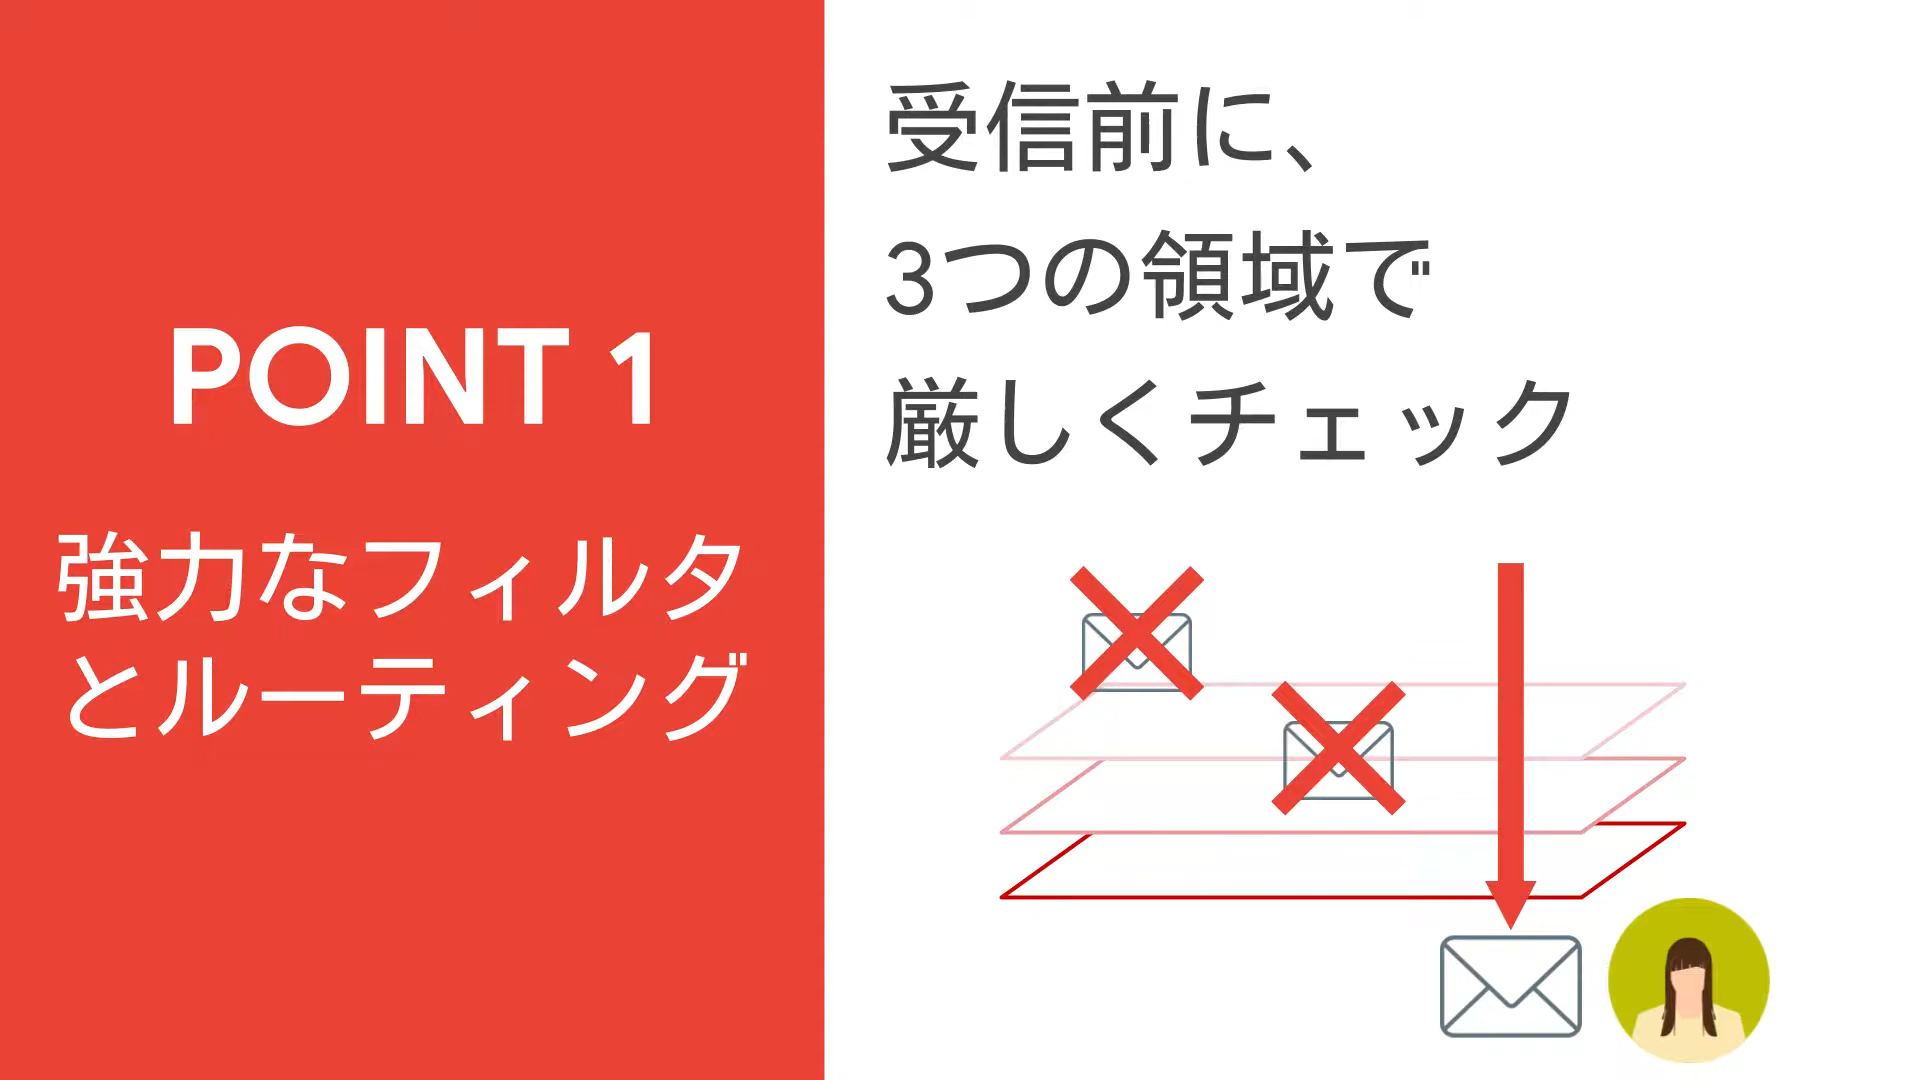 POINT 1
強力なフィルタ
とルーティング
受信前に、
3つの領域で
厳しくチェック